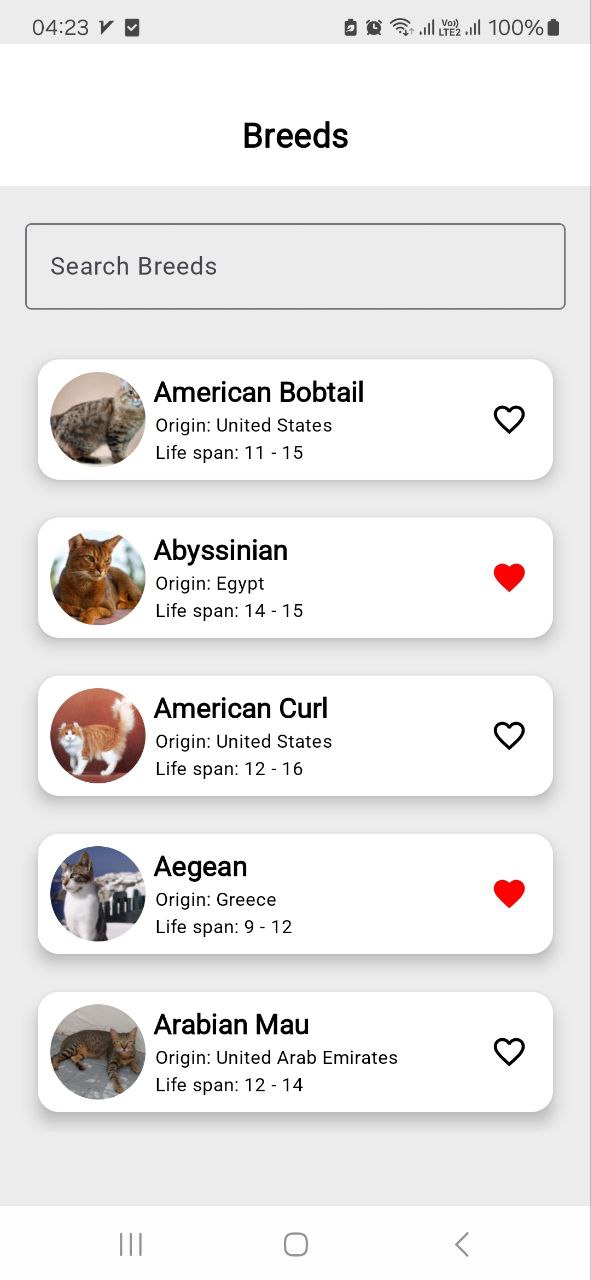 04:23 Vo)) LTE2 100%
Breeds
Search Breeds
American Bobtail
Origin: United States
Life span: 11 - 15
Abyssinian
Origin: Egypt
Life span: 14 - 15
American Curl
Origin: United States
Life span: 12 - 16
Aegean
Origin: Greece
Life span: 9 - 12
Arabian Mau
Origin: United Arab Emirates
Life span: 12 - 14